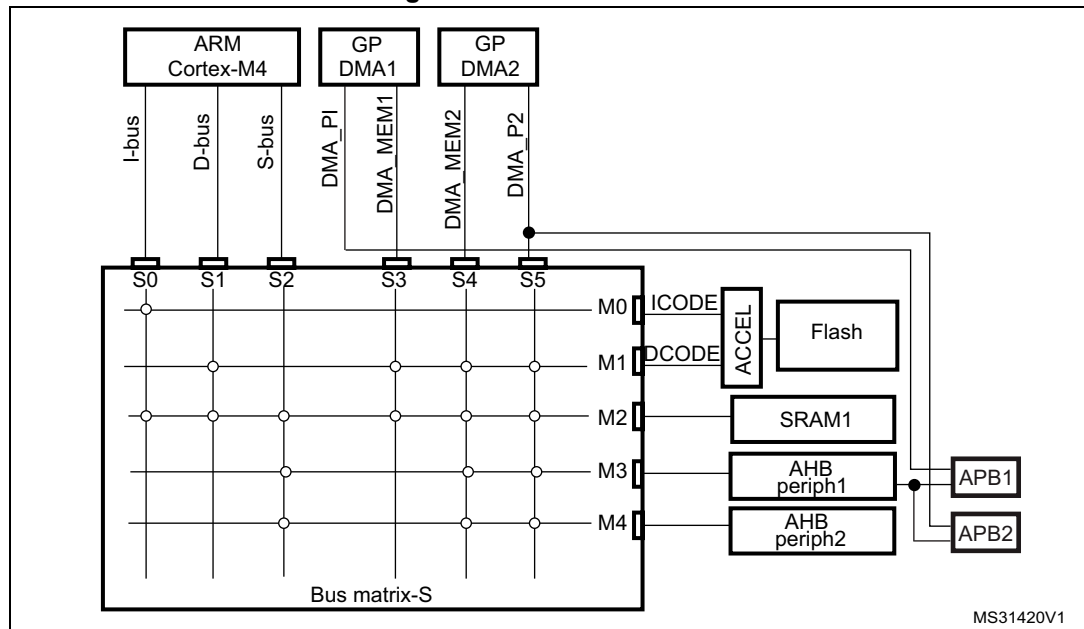 g
ARM
Cortex-M4
GP
DMA1
GP
DMA2
I-bus
D-bus
S-bus
DMA_PI
DMA_MEM1
DMA_MEM2
DMA_P2
S0 S1 S2 S3 S4 S5
M0 ICODE
M1 DCODE
ACCEL
Flash
M2 SRAM1
M3 AHB
periph1
APB1
M4 AHB
periph2
APB2
Bus matrix-S
MS31420V1